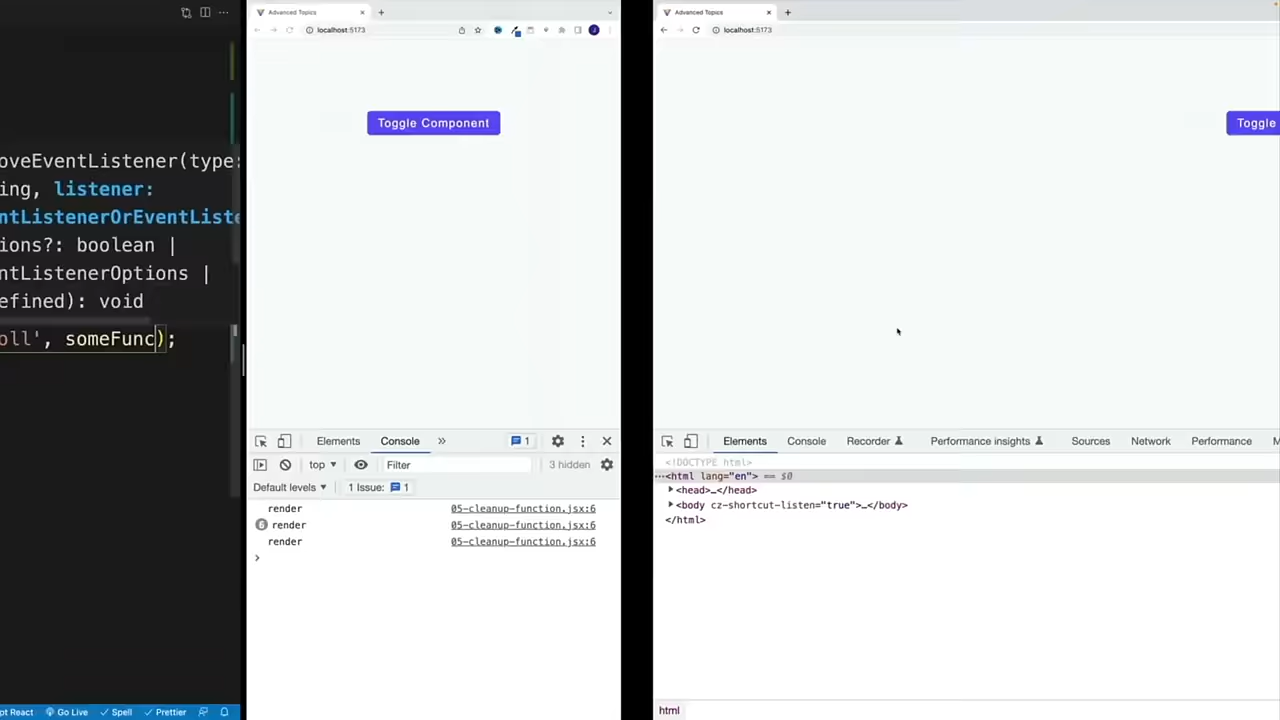 oveEventListener(type:
ing, listener:
ntListenerOrEventListe
ions?: boolean |
ntListenerOptions |
efined): void
oll', someFunc);
pt React Go Live Spell Prettier
Advanced Topics
localhost:5173
Toggle Component
Elements Console » 1
top Filter 3 hidden
Default levels 1 Issue: 1
render 05-cleanup-function.jsx:6
6 render 05-cleanup-function.jsx:6
render 05-cleanup-function.jsx:6
>
Advanced Topics
localhost:5173
Toggle
Elements Console Recorder Performance insights Sources Network Performance M
<!DOCTYPE html>
...<html lang="en"> == $0
<head>…</head>
<body cz-shortcut-listen="true">…</body>
</html>
html